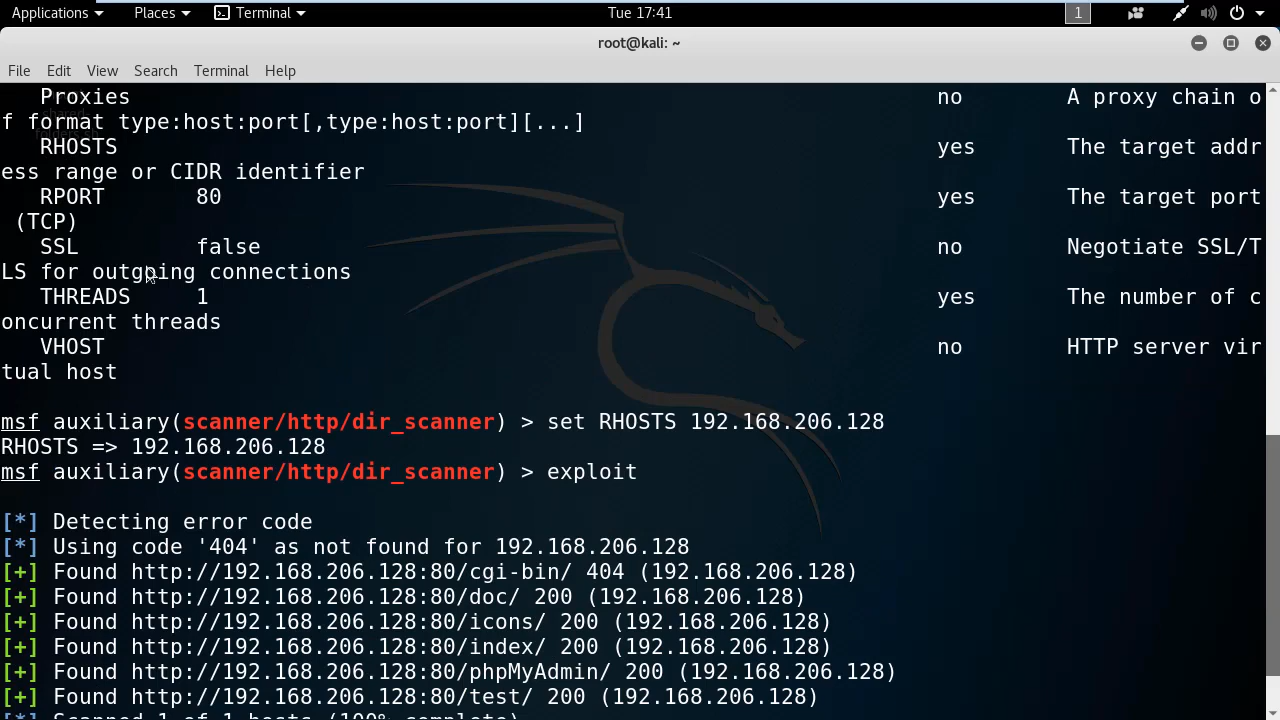 Applications Places Terminal Tue 17:41 1
root@kali: ~
File Edit View Search Terminal Help
Proxies no A proxy chain o
f format type:host:port[,type:host:port][...]
RHOSTS yes The target addr
ess range or CIDR identifier
RPORT 80 yes The target port
(TCP)
SSL false no Negotiate SSL/T
LS for outgoing connections
THREADS 1 yes The number of c
oncurrent threads
VHOST no HTTP server vir
tual host
msf auxiliary(scanner/http/dir_scanner) > set RHOSTS 192.168.206.128
RHOSTS => 192.168.206.128
msf auxiliary(scanner/http/dir_scanner) > exploit
[*] Detecting error code
[*] Using code '404' as not found for 192.168.206.128
[+] Found http://192.168.206.128:80/cgi-bin/ 404 (192.168.206.128)
[+] Found http://192.168.206.128:80/doc/ 200 (192.168.206.128)
[+] Found http://192.168.206.128:80/icons/ 200 (192.168.206.128)
[+] Found http://192.168.206.128:80/index/ 200 (192.168.206.128)
[+] Found http://192.168.206.128:80/phpMyAdmin/ 200 (192.168.206.128)
[+] Found http://192.168.206.128:80/test/ 200 (192.168.206.128)
[*] Scanned 1 of 1 hosts (100% complete)